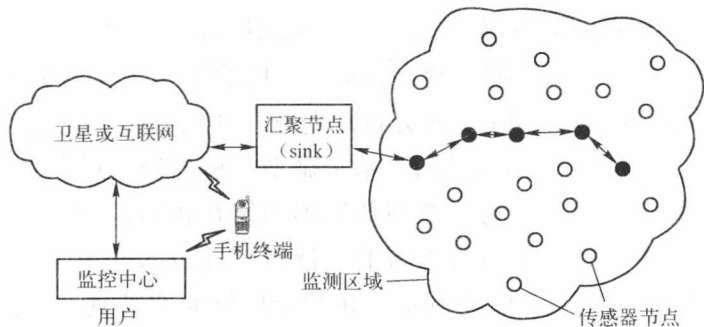 卫星或互联网
汇聚节点
(sink)
手机终端
监控中心
用户
监测区域
传感器节点